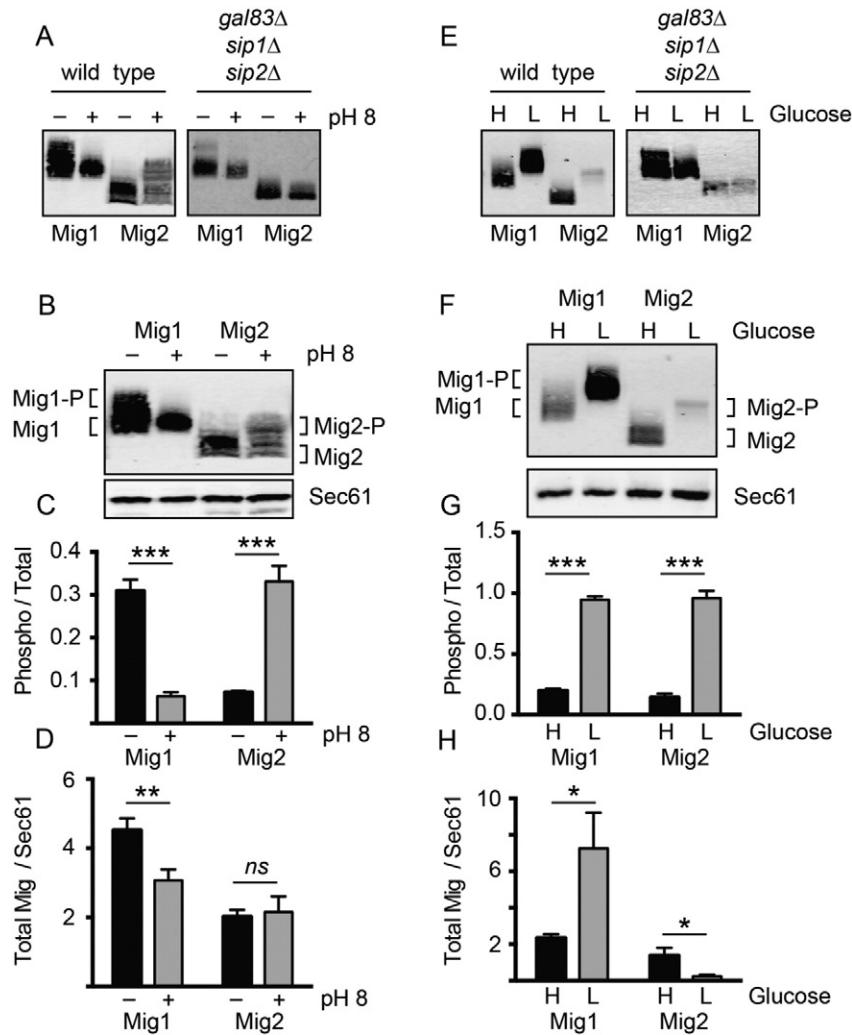 A
gal83Δ
sip1Δ
sip2Δ
wild type
– + – + – + – + pH 8
Mig1 Mig2 Mig1 Mig2
E
gal83Δ
sip1Δ
sip2Δ
wild type
H L H L H L H L Glucose
Mig1 Mig2 Mig1 Mig2
B
Mig1 Mig2
– + – + pH 8
Mig1-P
Mig1
Mig2-P
Mig2
Sec61
F
Mig1 Mig2
H L H L Glucose
Mig1-P
Mig1
Mig2-P
Mig2
Sec61
C
Phospho / Total
0.4
0.3
0.2
0.1
*** ***
– + – + pH 8
Mig1 Mig2
G
Phospho / Total
1.5
1.0
0.5
0.0
*** ***
H L H L Glucose
Mig1 Mig2
D
Total Mig / Sec61
6
4
2
** ns
– + – + pH 8
Mig1 Mig2
H
Total Mig / Sec61
10
6
2
* *
H L H L Glucose
Mig1 Mig2